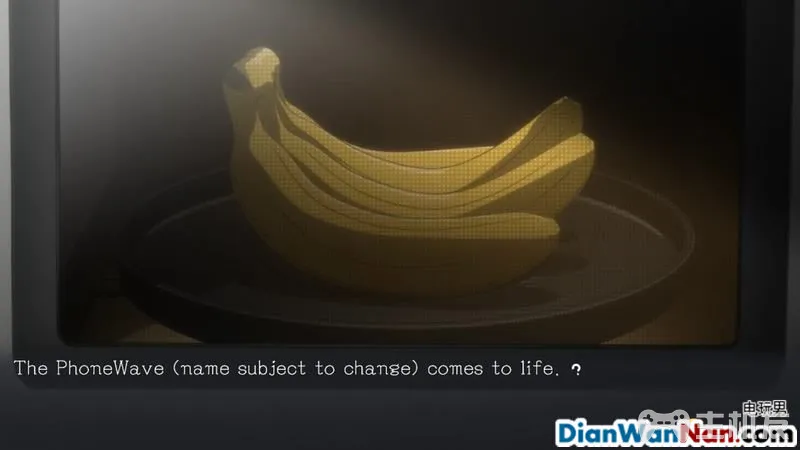 The PhoneWave (name subject to change) comes to life. ?
电玩男
DianWanNan.com